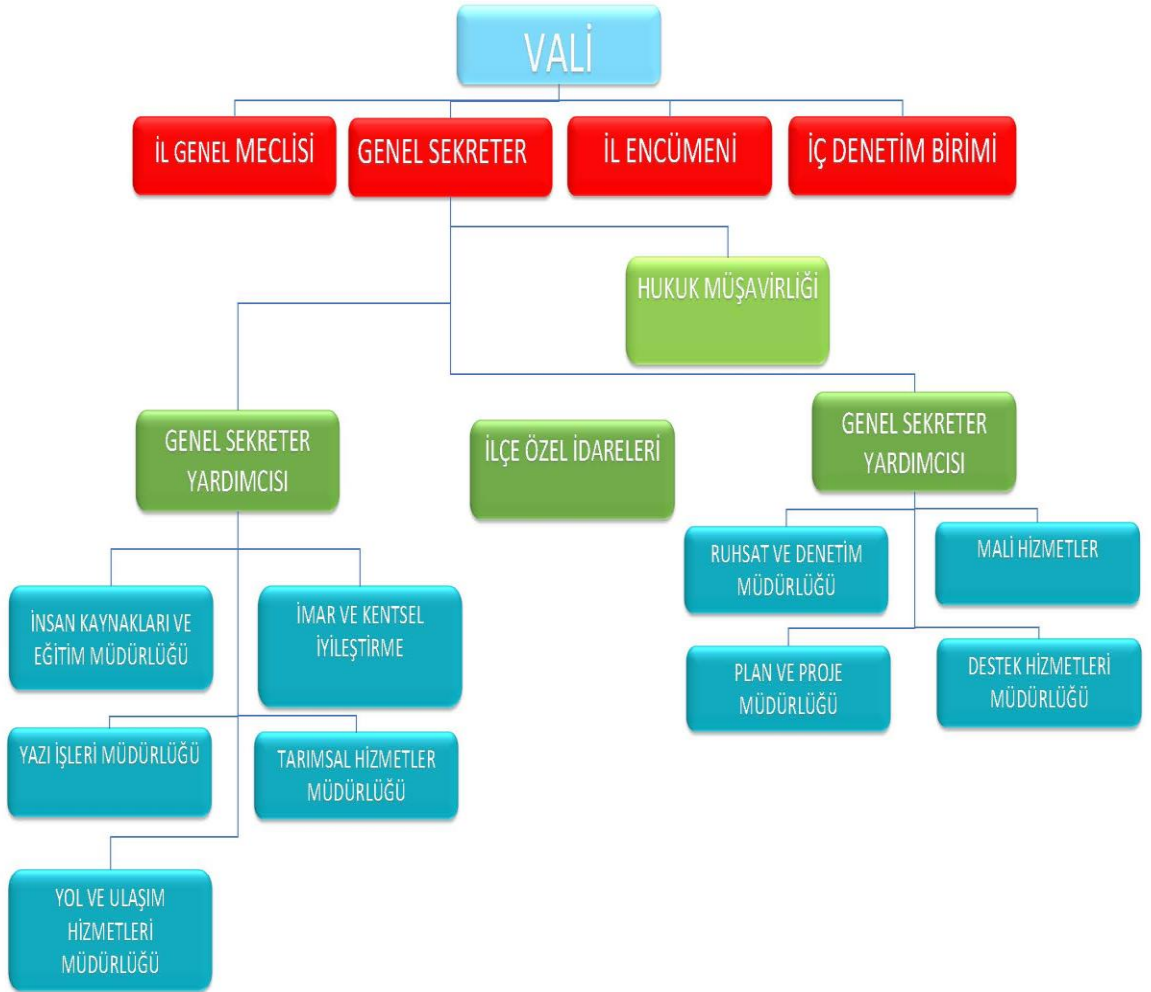 VALİ
İL GENEL MECLİSİ
GENEL SEKRETER
İL ENCÜMENİ
İÇ DENETİM BİRİMİ
HUKUK MÜŞAVİRLİĞİ
GENEL SEKRETER
YARDIMCISI
İLÇE ÖZEL İDARELERİ
GENEL SEKRETER
YARDIMCISI
İNSAN KAYNAKLARI VE
EĞİTİM MÜDÜRLÜĞÜ
İMAR VE KENTSEL
İYİLEŞTİRME
YAZI İŞLERİ MÜDÜRLÜĞÜ
TARIMSAL HİZMETLER
MÜDÜRLÜĞÜ
YOL VE ULAŞIM
HİZMETLERİ
MÜDÜRLÜĞÜ
RUHSAT VE DENETİM
MÜDÜRLÜĞÜ
MALİ HİZMETLER
PLAN VE PROJE
MÜDÜRLÜĞÜ
DESTEK HİZMETLERİ
MÜDÜRLÜĞÜ